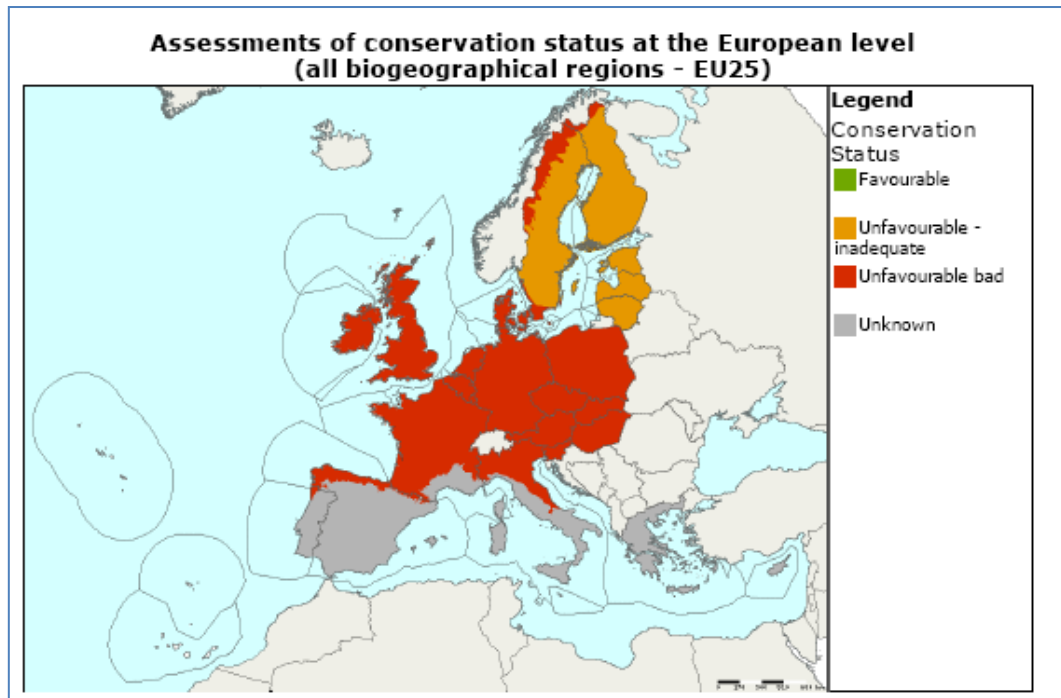 Assessments of conservation status at the European level
(all biogeographical regions - EU25)
Legend
Conservation
Status
Favourable
Unfavourable -
inadequate
Unfavourable bad
Unknown